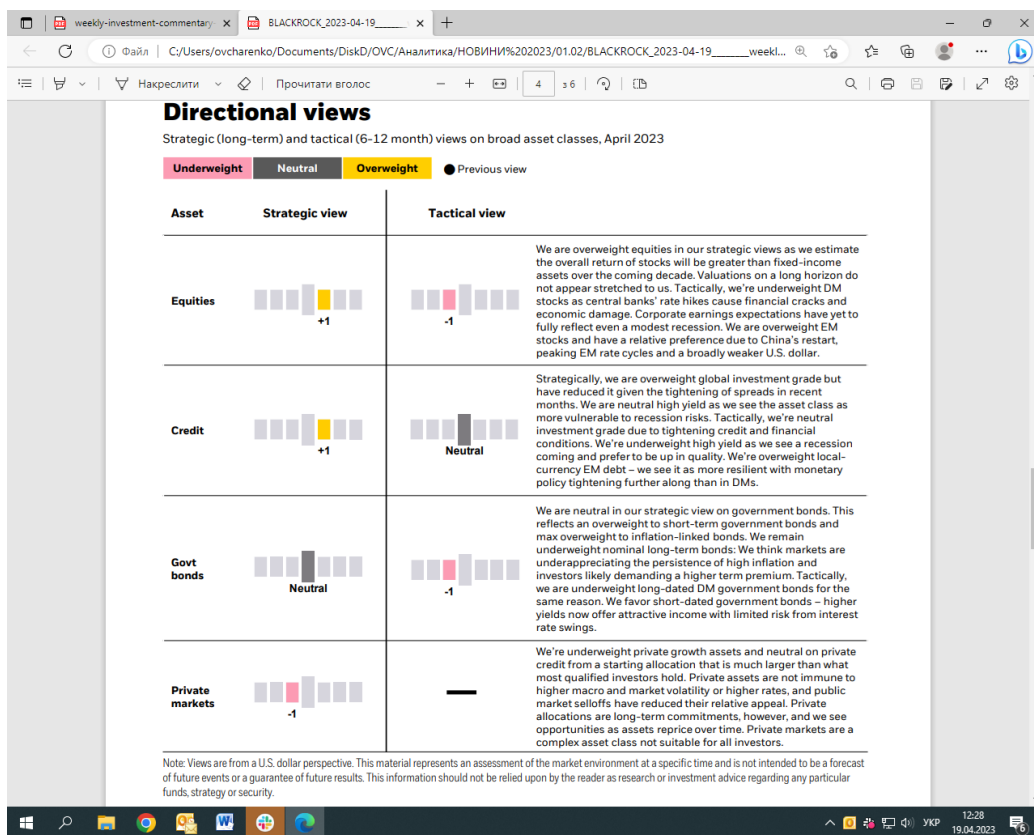 weekly-investment-commentary-
BLACKROCK_2023-04-19_______
Файл
C:/Users/ovcharenko/Documents/DiskD/OVC/Аналитика/НОВИНИ%202023/01.02/BLACKROCK_2023-04-19________weekl...
Накреслити
Прочитати вголос
4
з 6
Directional views
Strategic (long-term) and tactical (6-12 month) views on broad asset classes, April 2023
Underweight Neutral Overweight Previous view
Asset Strategic view Tactical view
Equities
+1
-1
We are overweight equities in our strategic views as we estimate
the overall return of stocks will be greater than fixed-income
assets over the coming decade. Valuations on a long horizon do
not appear stretched to us. Tactically, we're underweight DM
stocks as central banks' rate hikes cause financial cracks and
economic damage. Corporate earnings expectations have yet to
fully reflect even a modest recession. We are overweight EM
stocks and have a relative preference due to China's restart,
peaking EM rate cycles and a broadly weaker U.S. dollar.
Credit
+1
Neutral
Strategically, we are overweight global investment grade but
have reduced it given the tightening of spreads in recent
months. We are neutral high yield as we see the asset class as
more vulnerable to recession risks. Tactically, we're neutral
investment grade due to tightening credit and financial
conditions. We're underweight high yield as we see a recession
coming and prefer to be up in quality. We're overweight local-
currency EM debt – we see it as more resilient with monetary
policy tightening further along than in DMs.
Govt
bonds
Neutral
-1
We are neutral in our strategic view on government bonds. This
reflects an overweight to short-term government bonds and
max overweight to inflation-linked bonds. We remain
underweight nominal long-term bonds: We think markets are
underappreciating the persistence of high inflation and
investors likely demanding a higher term premium. Tactically,
we are underweight long-dated DM government bonds for the
same reason. We favor short-dated government bonds – higher
yields now offer attractive income with limited risk from interest
rate swings.
Private
markets
-1
We're underweight private growth assets and neutral on private
credit from a starting allocation that is much larger than what
most qualified investors hold. Private assets are not immune to
higher macro and market volatility or higher rates, and public
market selloffs have reduced their relative appeal. Private
allocations are long-term commitments, however, and we see
opportunities as assets reprice over time. Private markets are a
complex asset class not suitable for all investors.
Note: Views are from a U.S. dollar perspective. This material represents an assessment of the market environment at a specific time and is not intended to be a forecast
of future events or a guarantee of future results. This information should not be relied upon by the reader as research or investment advice regarding any particular
funds, strategy or security.
УКР
12:28
19.04.2023